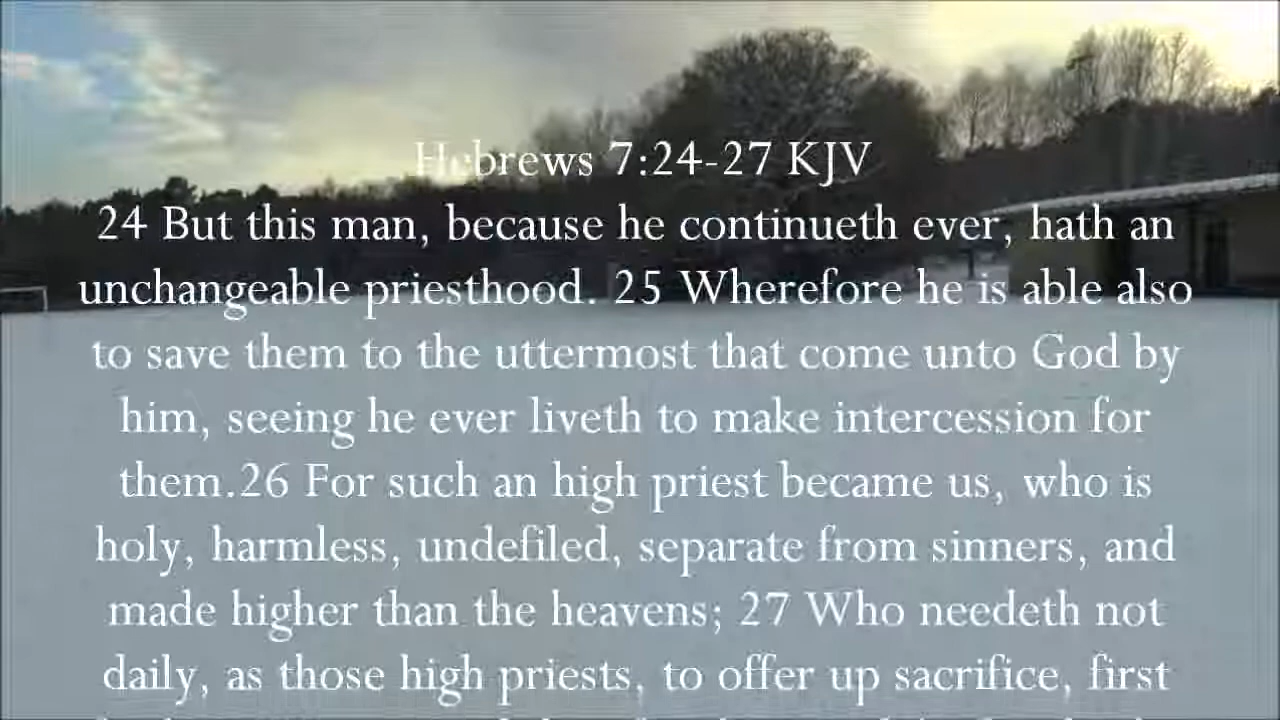 Hebrews 7:24-27 KJV
24 But this man, because he continueth ever, hath an
unchangeable priesthood. 25 Wherefore he is able also
to save them to the uttermost that come unto God by
him, seeing he ever liveth to make intercession for
them.26 For such an high priest became us, who is
holy, harmless, undefiled, separate from sinners, and
made higher than the heavens; 27 Who needeth not
daily, as those high priests, to offer up sacrifice, first